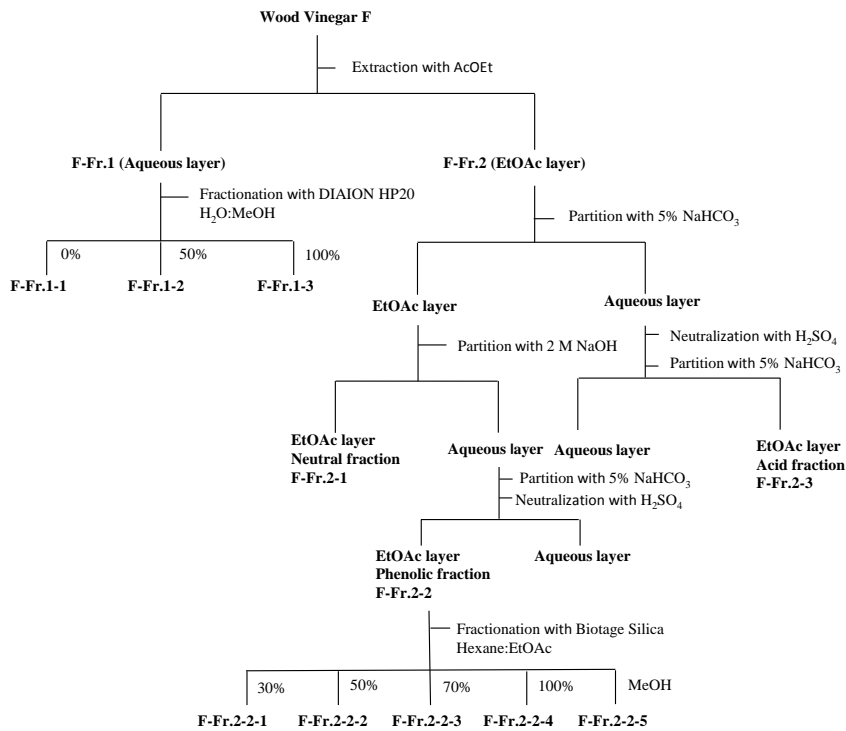 Wood Vinegar F
Extraction with AcOEt
F-Fr.1 (Aqueous layer)
F-Fr.2 (EtOAc layer)
Fractionation with DIAION HP20
H₂O:MeOH
Partition with 5% NaHCO₃
0%
50%
100%
F-Fr.1-1
F-Fr.1-2
F-Fr.1-3
EtOAc layer
Aqueous layer
Partition with 2 M NaOH
Neutralization with H₂SO₄
Partition with 5% NaHCO₃
EtOAc layer
Neutral fraction
F-Fr.2-1
Aqueous layer
Aqueous layer
EtOAc layer
Acid fraction
F-Fr.2-3
Partition with 5% NaHCO₃
Neutralization with H₂SO₄
EtOAc layer
Phenolic fraction
F-Fr.2-2
Aqueous layer
Fractionation with Biotage Silica
Hexane:EtOAc
30%
50%
70%
100%
MeOH
F-Fr.2-2-1
F-Fr.2-2-2
F-Fr.2-2-3
F-Fr.2-2-4
F-Fr.2-2-5